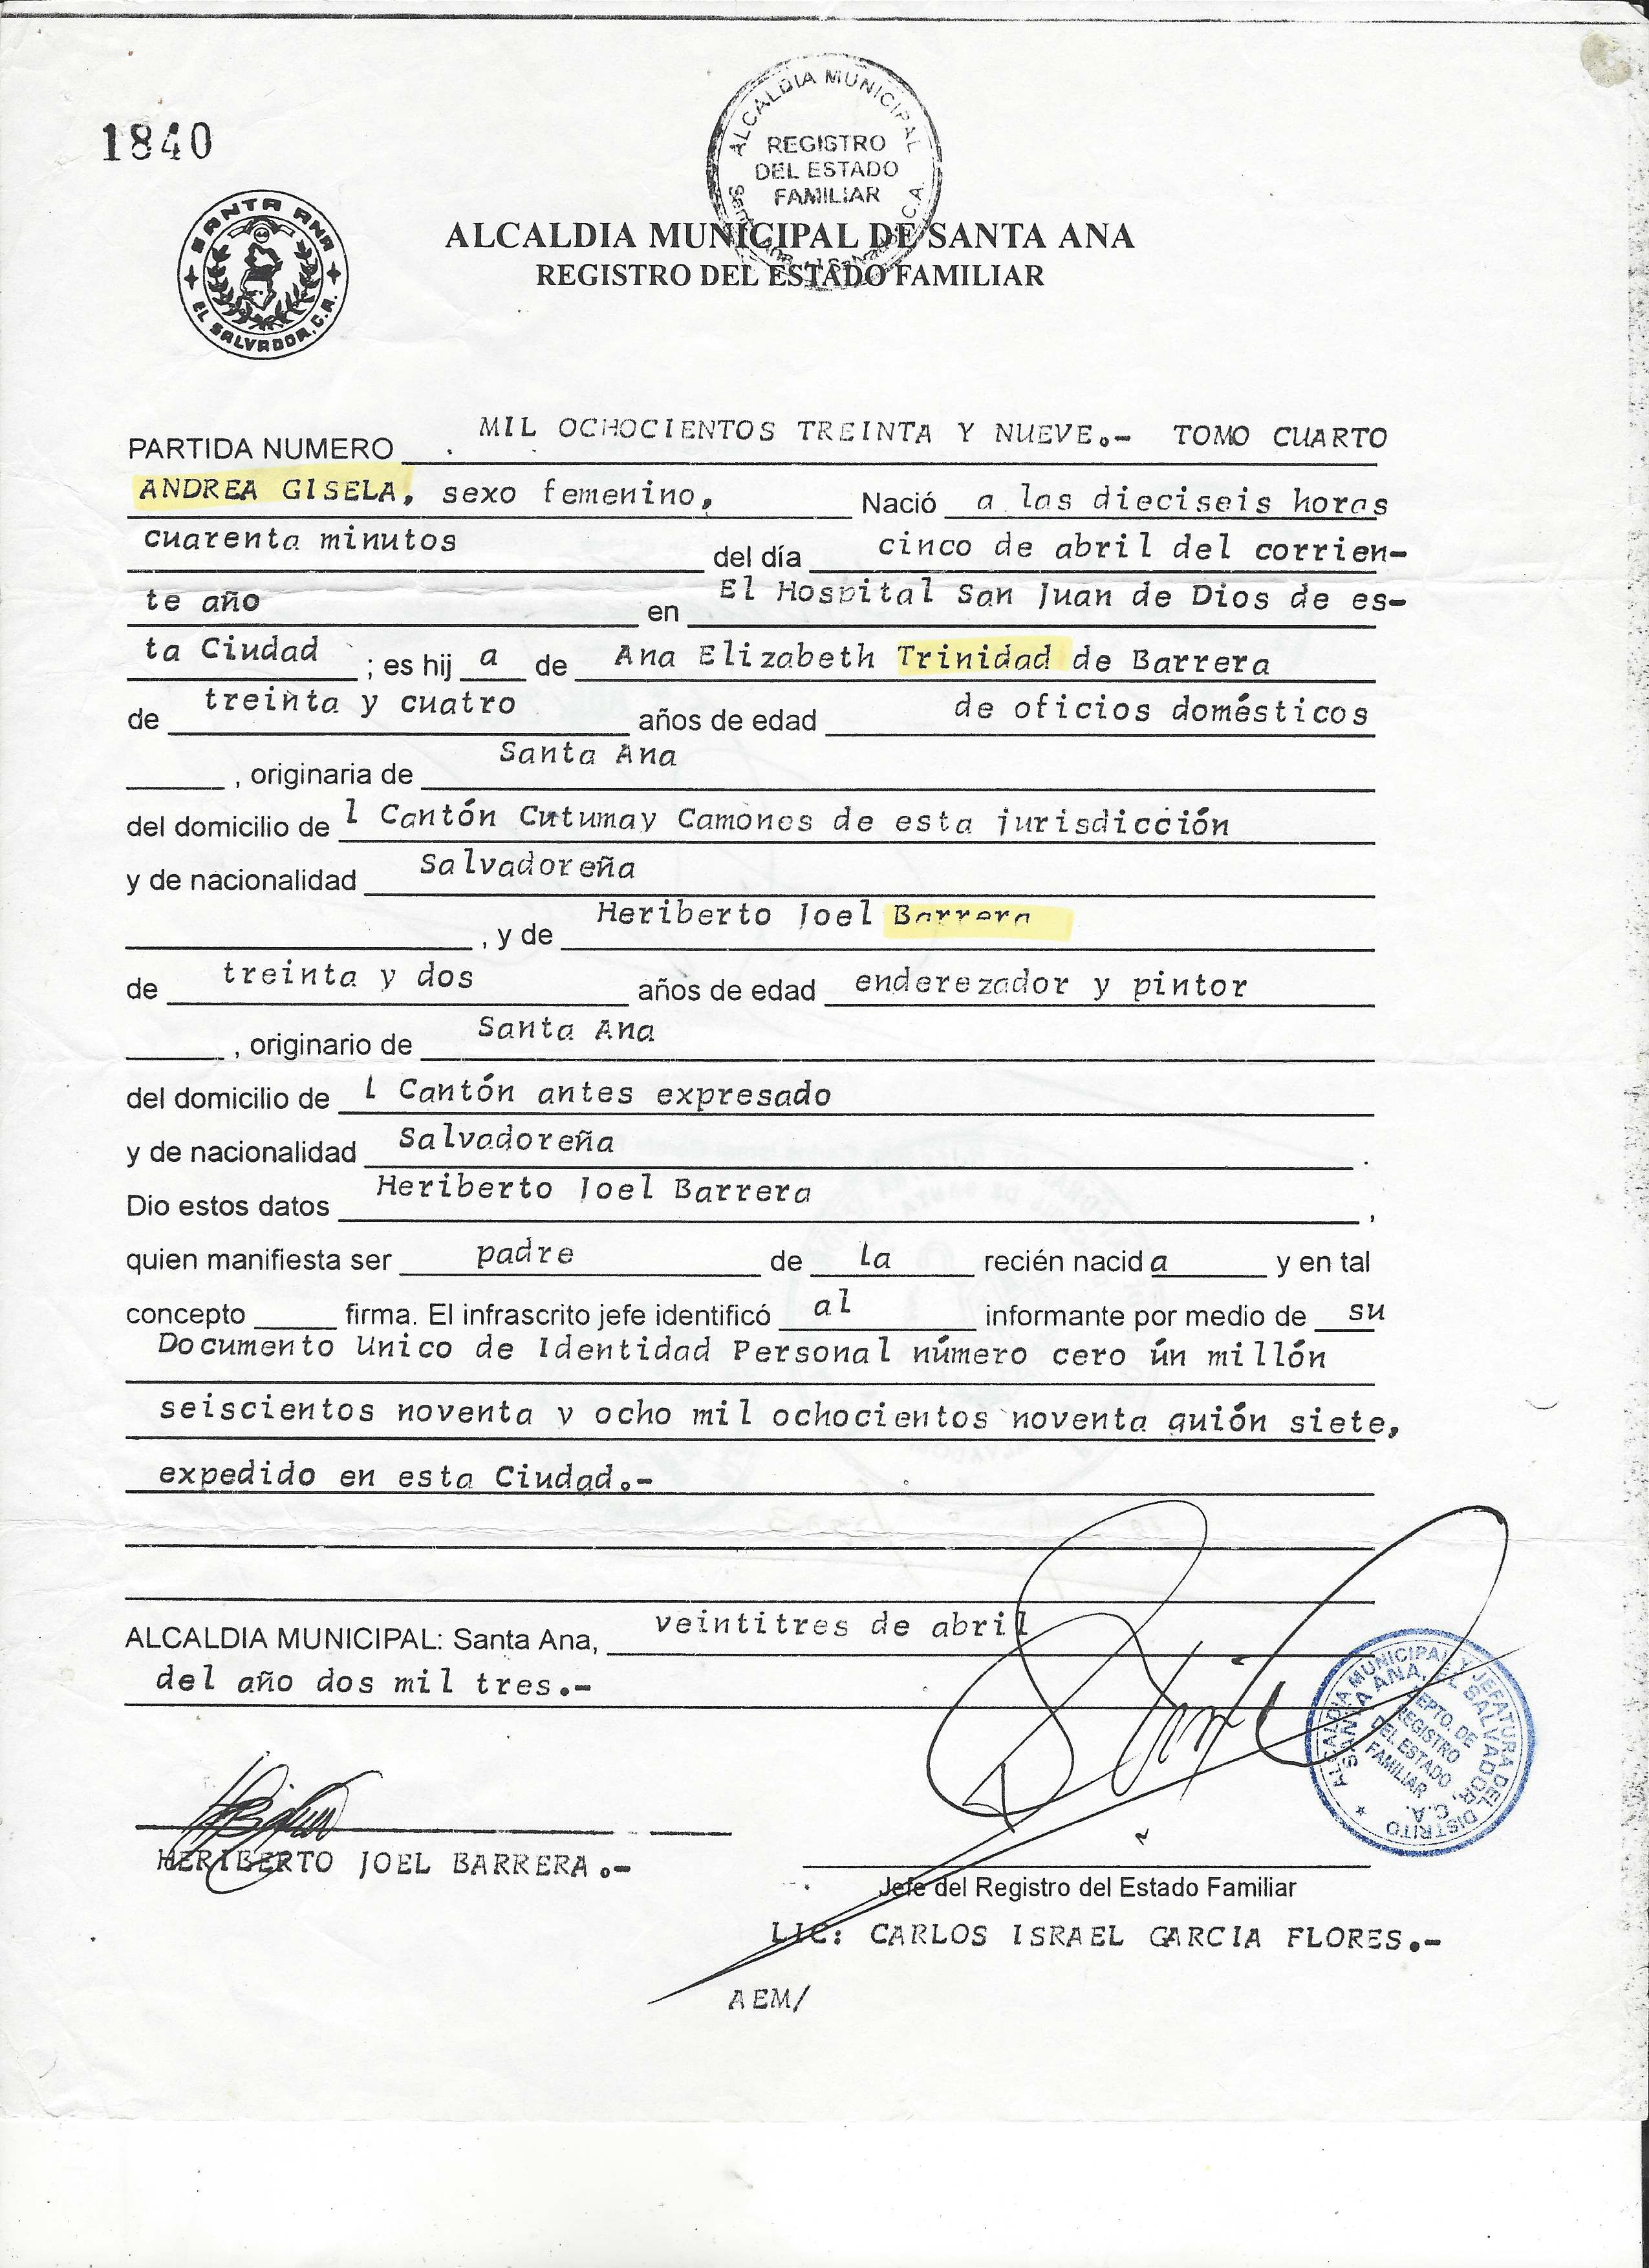 1840
ALCALDIA MUNICIPAL
REGISTRO
DEL ESTADO
FAMILIAR
SANTA ANA
EL SALVADOR, C.A.
ALCALDIA MUNICIPAL DE SANTA ANA
REGISTRO DEL ESTADO FAMILIAR
PARTIDA NUMERO MIL OCHOCIENTOS TREINTA Y NUEVE.- TOMO CUARTO
ANDREA GISELA, sexo femenino, Nació a las dieciseis horas
cuarenta minutos del día cinco de abril del corrien-
te año en El Hospital San Juan de Dios de es-
ta Ciudad ; es hij a de Ana Elizabeth Trinidad de Barrera
de treinta y cuatro años de edad de oficios domésticos
, originaria de Santa Ana
del domicilio de l Cantón Cutumay Camones de esta jurisdicción
y de nacionalidad Salvadoreña
, y de Heriberto Joel Barrera
de treinta y dos años de edad enderezador y pintor
, originario de Santa Ana
del domicilio de l Cantón antes expresado
y de nacionalidad Salvadoreña .
Dio estos datos Heriberto Joel Barrera ,
quien manifiesta ser padre de la recién nacid a y en tal
concepto firma. El infrascrito jefe identificó al informante por medio de su
Documento Unico de Identidad Personal número cero ún millón
seiscientos noventa y ocho mil ochocientos noventa guión siete,
expedido en esta Ciudad.-
ALCALDIA MUNICIPAL: Santa Ana, veintitres de abril
del año dos mil tres.-
ALCALDIA MUNICIPAL Y JEFATURA DEL DISTRITO
SANTA ANA, EL SALVADOR, C.A.
DEPTO. DE
REGISTRO
DEL ESTADO
FAMILIAR
HERIBERTO JOEL BARRERA.-
Jefe del Registro del Estado Familiar
LIC: CARLOS ISRAEL GARCIA FLORES.-
AEM/